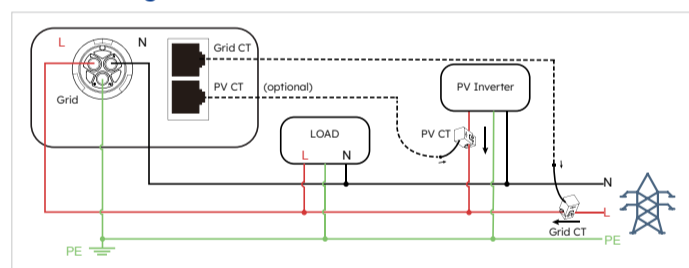 L
N
Grid CT
PV CT
(optional)
Grid
PV Inverter
LOAD
L
N
PV CT
N
L
Grid CT
PE
PE